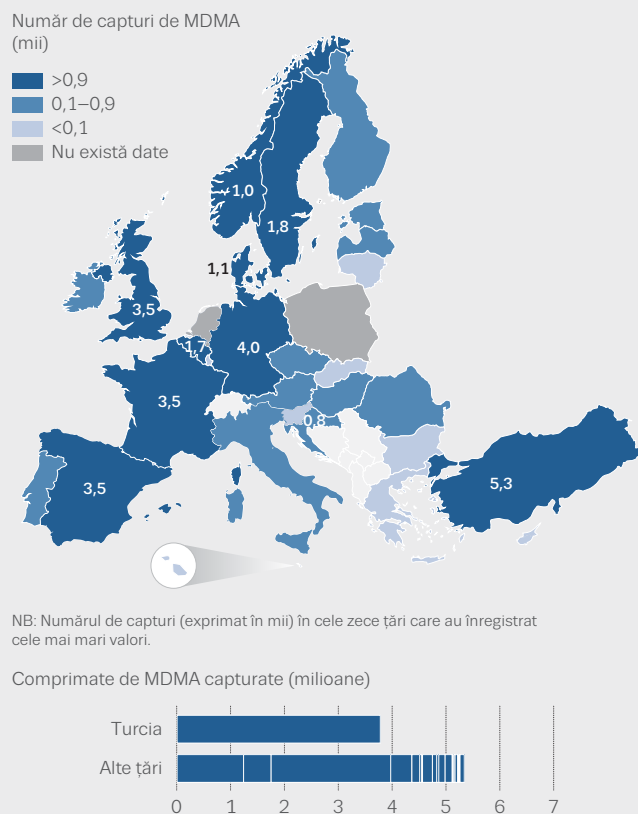 Număr de capturi de MDMA
(mii)
>0,9
0,1–0,9
<0,1
Nu există date
1,0
1,8
1,1
3,5
1,7
4,0
3,5
0,8
3,5
5,3
NB: Numărul de capturi (exprimat în mii) în cele zece țări care au înregistrat
cele mai mari valori.
Comprimate de MDMA capturate (milioane)
Turcia
Alte țări
0 1 2 3 4 5 6 7